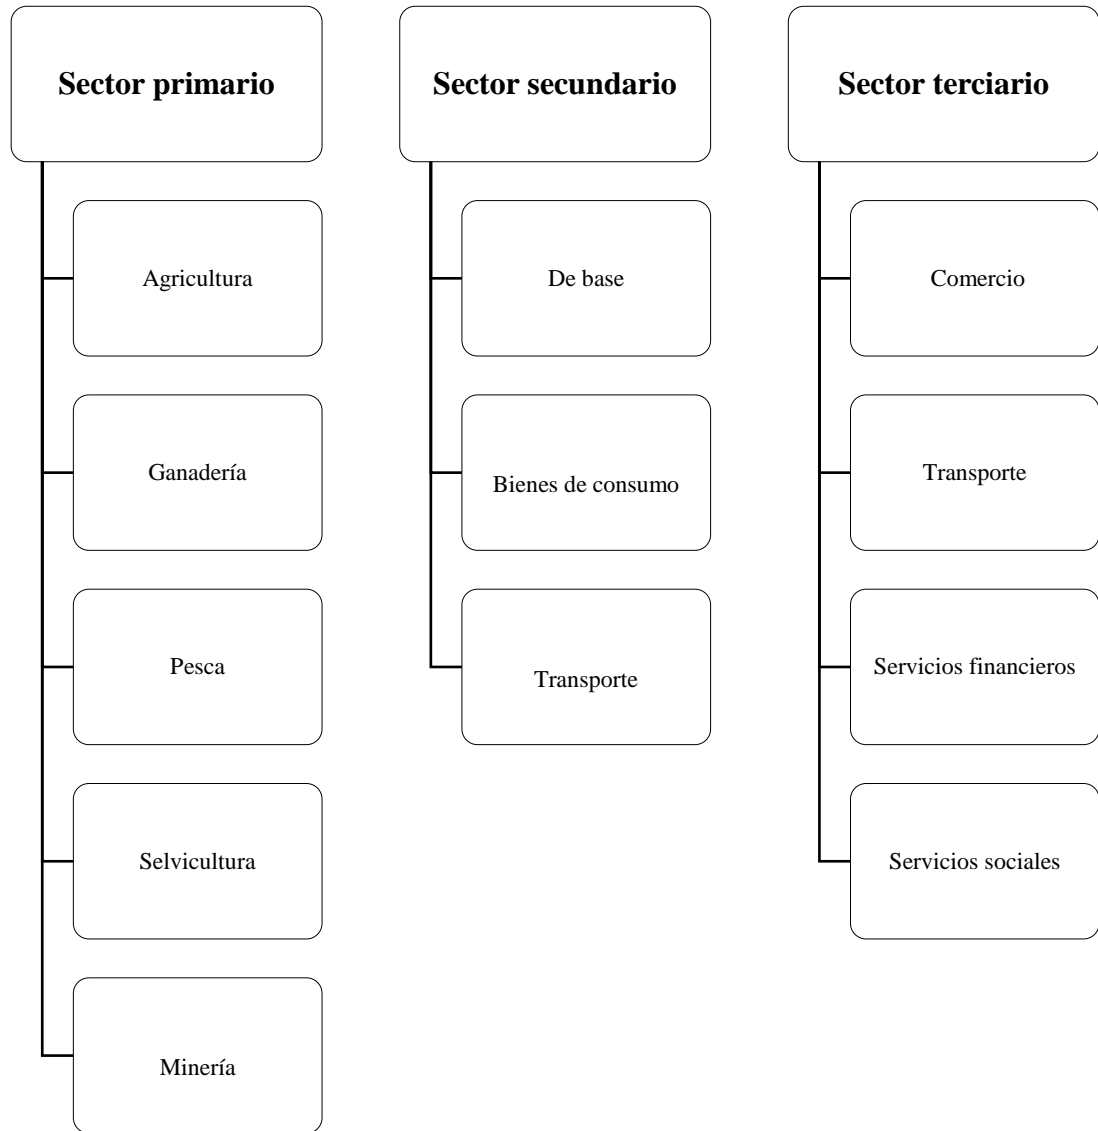 Sector primario
Agricultura
Ganadería
Pesca
Selvicultura
Minería
Sector secundario
De base
Bienes de consumo
Transporte
Sector terciario
Comercio
Transporte
Servicios financieros
Servicios sociales